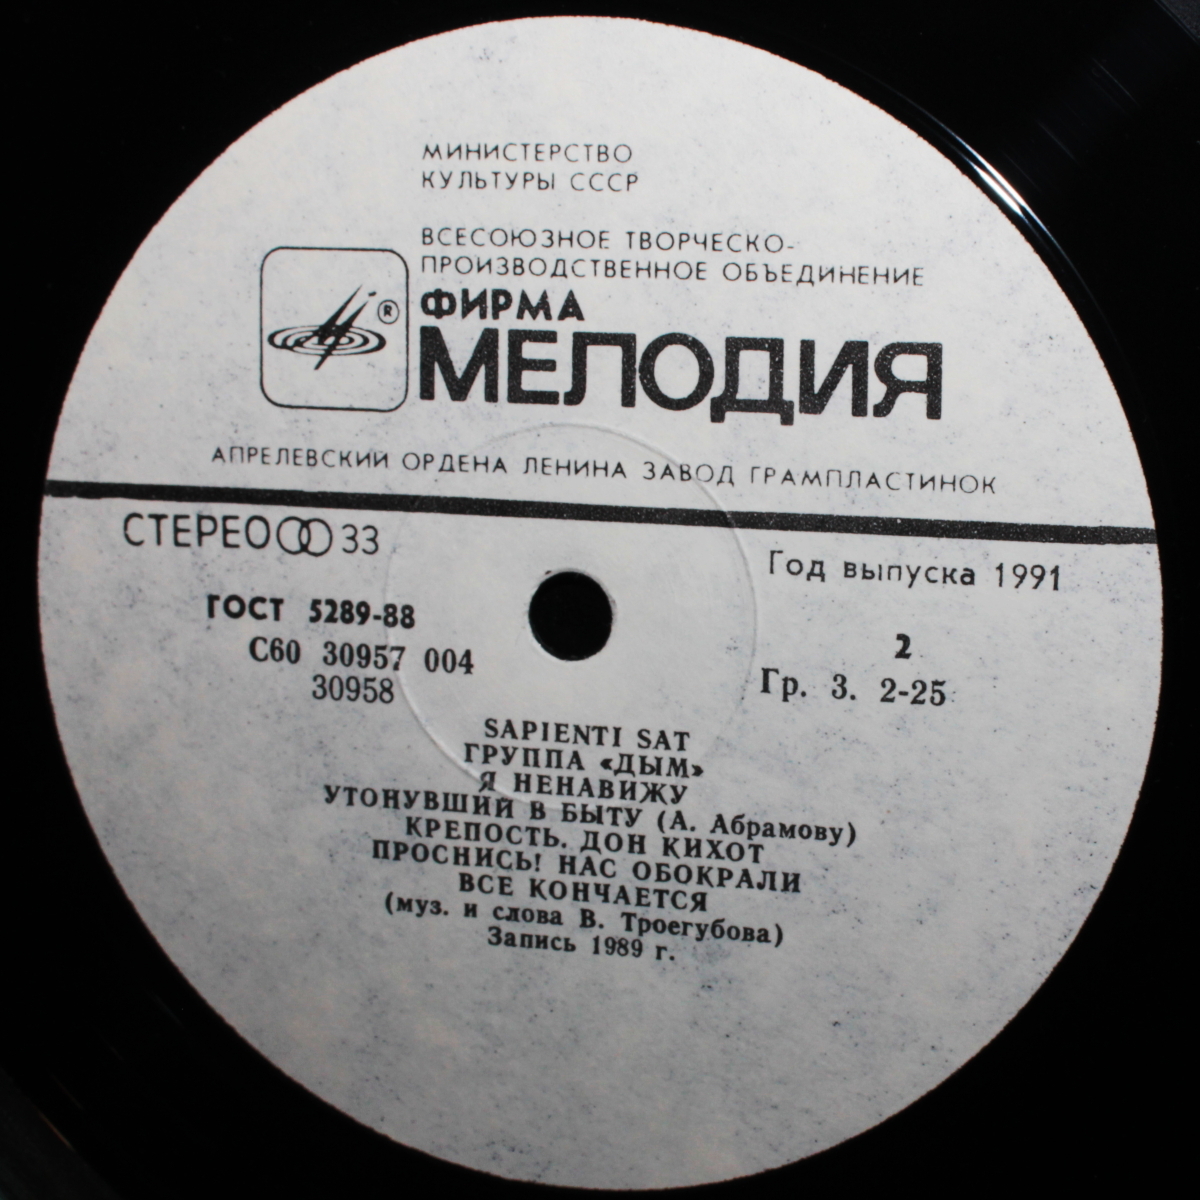 МИНИСТЕРСТВО
КУЛЬТУРЫ СССР
ВСЕСОЮЗНОЕ ТВОРЧЕСКО-
ПРОИЗВОДСТВЕННОЕ ОБЪЕДИНЕНИЕ
®
ФИРМА
МЕЛОДИЯ
АПРЕЛЕВСКИЙ ОРДЕНА ЛЕНИНА ЗАВОД ГРАМПЛАСТИНОК
СТЕРЕО 33
Год выпуска 1991
ГОСТ 5289-88
С60 30957 004
30958
2
Гр. 3. 2-25
SAPIENTI SAT
ГРУППА «ДЫМ»
Я НЕНАВИЖУ
УТОНУВШИЙ В БЫТУ (А. Абрамову)
КРЕПОСТЬ. ДОН КИХОТ
ПРОСНИСЬ! НАС ОБОКРАЛИ
ВСЕ КОНЧАЕТСЯ
(муз. и слова В. Троегубова)
Запись 1989 г.